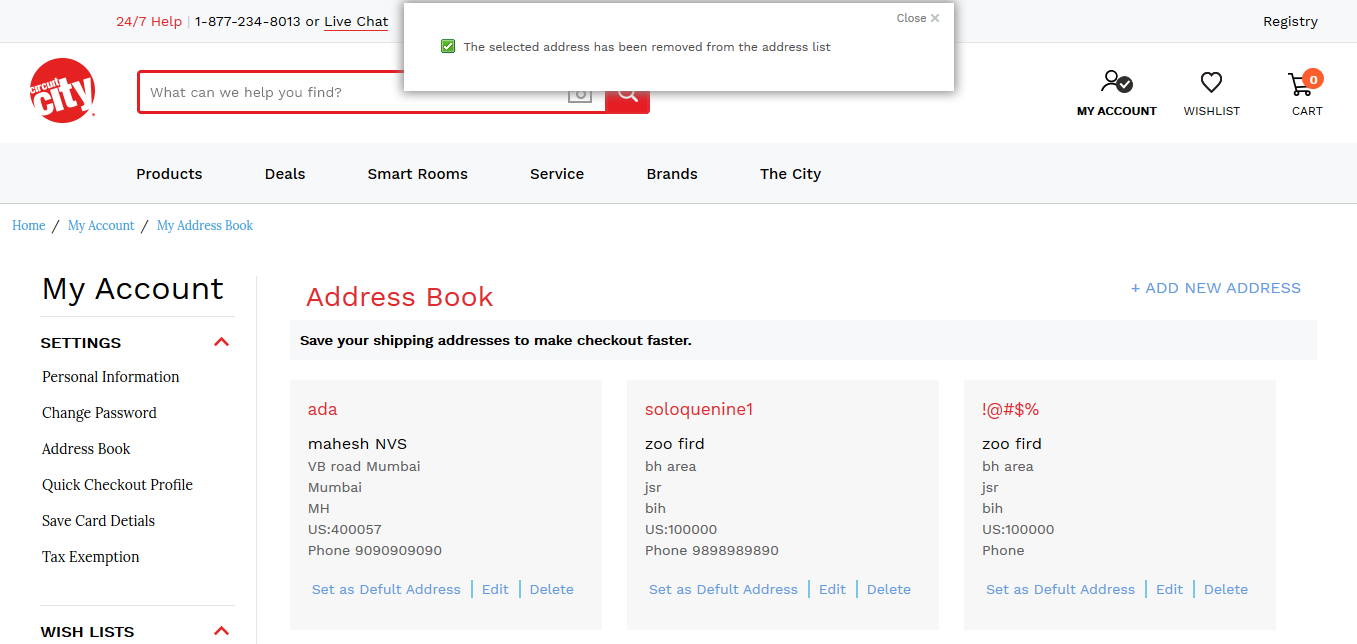 24/7 Help | 1-877-234-8013 or Live Chat
Close
The selected address has been removed from the address list
Registry
circuit
city
What can we help you find?
MY ACCOUNT
WISHLIST
0
CART
Products Deals Smart Rooms Service Brands The City
Home / My Account / My Address Book
My Account
SETTINGS
Personal Information
Change Password
Address Book
Quick Checkout Profile
Save Card Detials
Tax Exemption
WISH LISTS
Address Book
+ ADD NEW ADDRESS
Save your shipping addresses to make checkout faster.
ada
mahesh NVS
VB road Mumbai
Mumbai
MH
US:400057
Phone 9090909090
Set as Defult Address | Edit | Delete
soloquenine1
zoo fird
bh area
jsr
bih
US:100000
Phone 9898989890
Set as Defult Address | Edit | Delete
!@#$%
zoo fird
bh area
jsr
bih
US:100000
Phone
Set as Defult Address | Edit | Delete